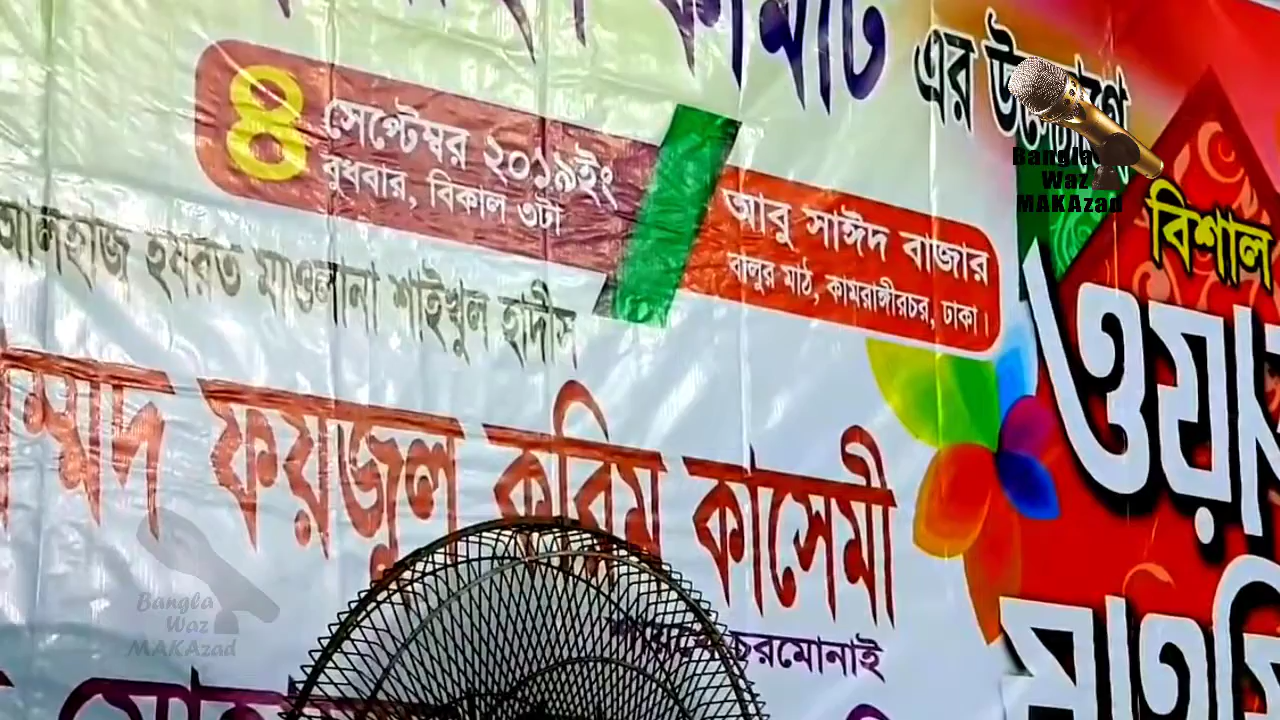 এর উদ্যোগে
৪ সেপ্টেম্বর ২০১৯ইং
বুধবার, বিকাল ৩টা
আবু সাঈদ বাজার
বালুর মাঠ, কামরাঙ্গীরচর, ঢাকা।
আলহাজ হযরত মাওলানা শাইখুল হাদীস
ফয়জুল করিম কাসেমী
চরমোনাই
বিশাল
Bangla
Waz
MAKAzad
Bangla
Waz
MAKAzad